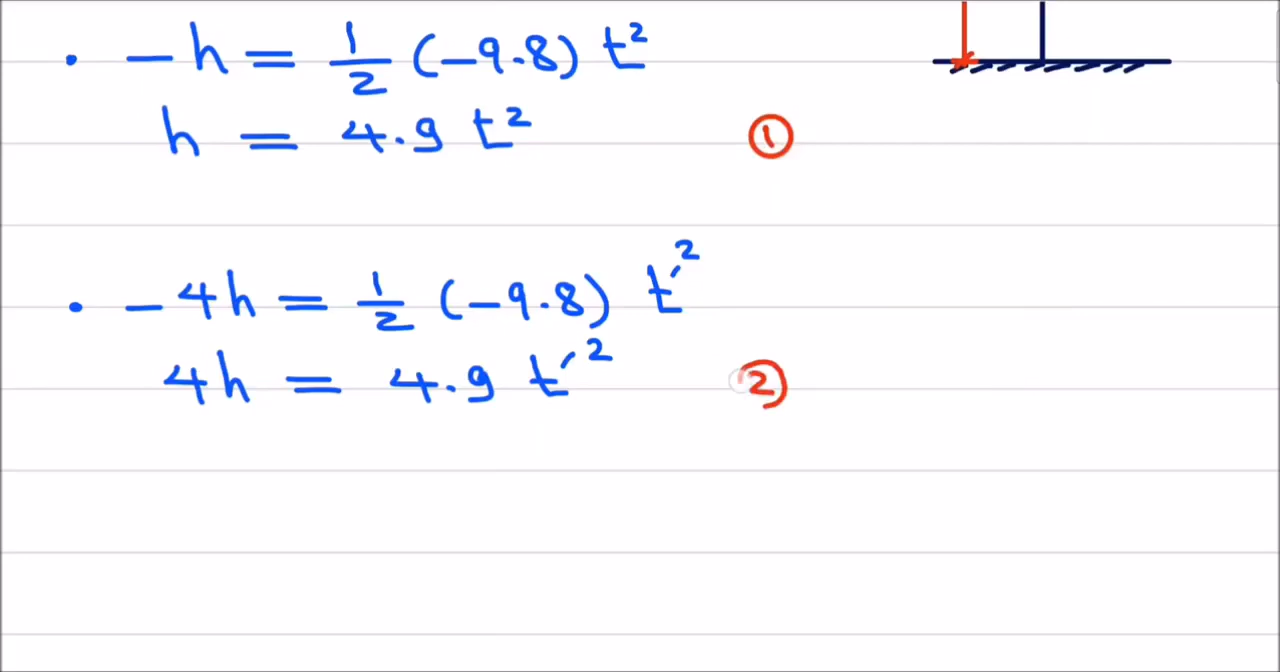 • -h = 1/2 (-9.8) t²
h = 4.9 t² ①
• -4h = 1/2 (-9.8) t′²
4h = 4.9 t′² ②